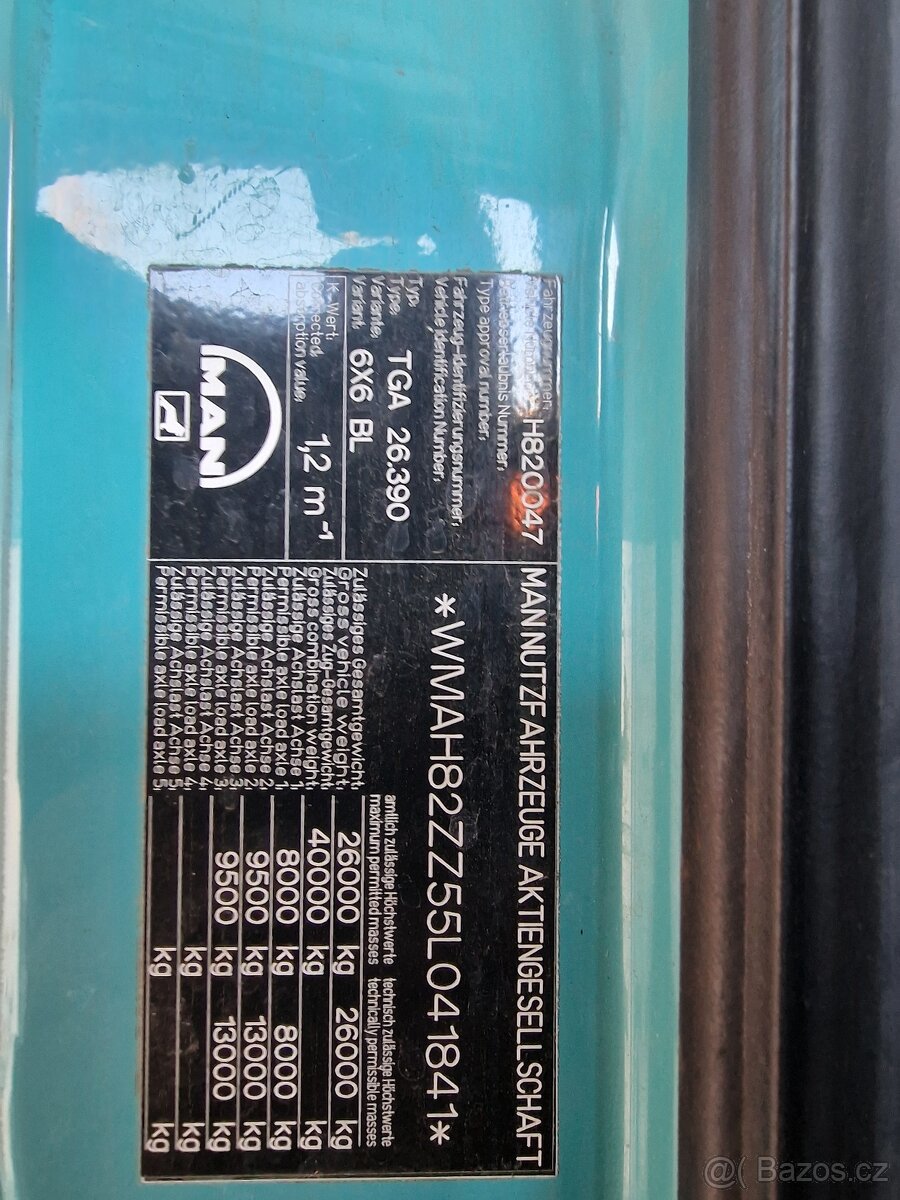 MAN NUTZFAHRZEUGE AKTIENGESELLSCHAFT
Fahrzeugnummer: H820047
Betriebserlaubnis Nummer:
Type approval number:
Fahrzeug-Identifizierungsnummer:
Vehicle Identification Number:
*WMAH82ZZ55L041841*
Typ:
Type: TGA 26.390
Variante:
Variant: 6X6 BL
K.-Wert:
Corrected
absorption value: 1,2 m⁻¹
MAN
amtlich zulässige Höchstwerte technisch zulässige Höchstwerte
maximum permitted masses technically permissible masses
Zulässiges Gesamtgewicht:
Gross vehicle weight: 26000 kg 26000 kg
Zulässiges Zug-Gesamtgewicht:
Gross combination weight: 40000 kg kg
Zulässige Achslast Achse 1:
Permissible axle load axle 1: 8000 kg 8000 kg
Zulässige Achslast Achse 2:
Permissible axle load axle 2: 9500 kg 13000 kg
Zulässige Achslast Achse 3:
Permissible axle load axle 3: 9500 kg 13000 kg
Zulässige Achslast Achse 4:
Permissible axle load axle 4: kg kg
Zulässige Achslast Achse 5:
Permissible axle load axle 5: kg kg
@( Bazos.cz